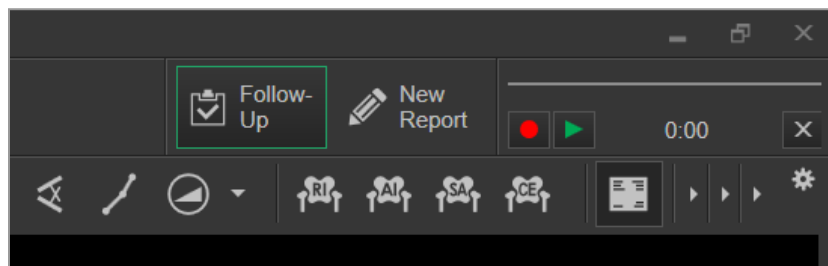 Follow-
Up
New
Report
0:00
RI
AI
SA
CE